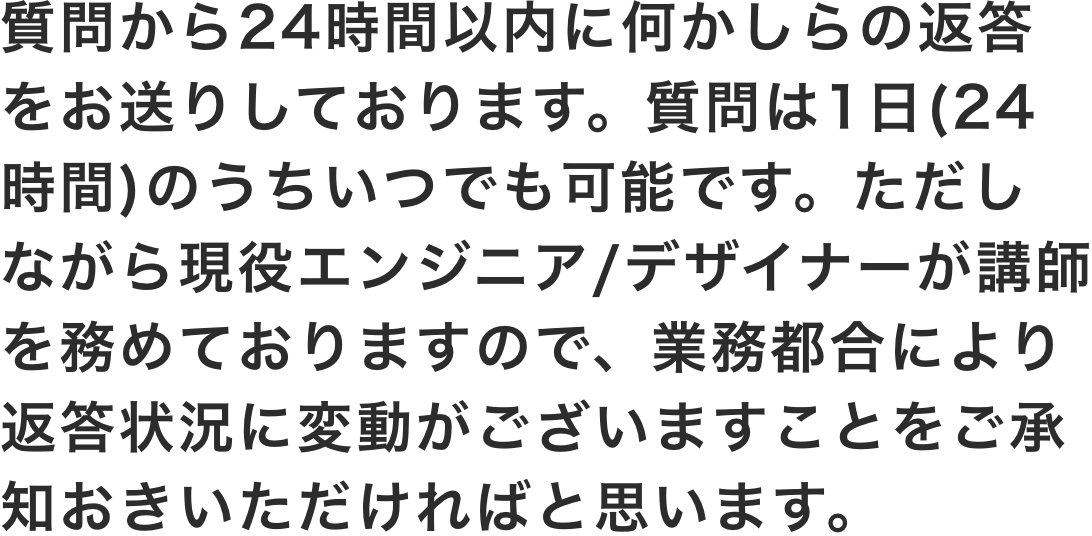 質問から24時間以内に何かしらの返答
をお送りしております。質問は1日(24
時間)のうちいつでも可能です。ただし
ながら現役エンジニア/デザイナーが講師
を務めておりますので、業務都合により
返答状況に変動がございますことをご承
知おきいただければと思います。